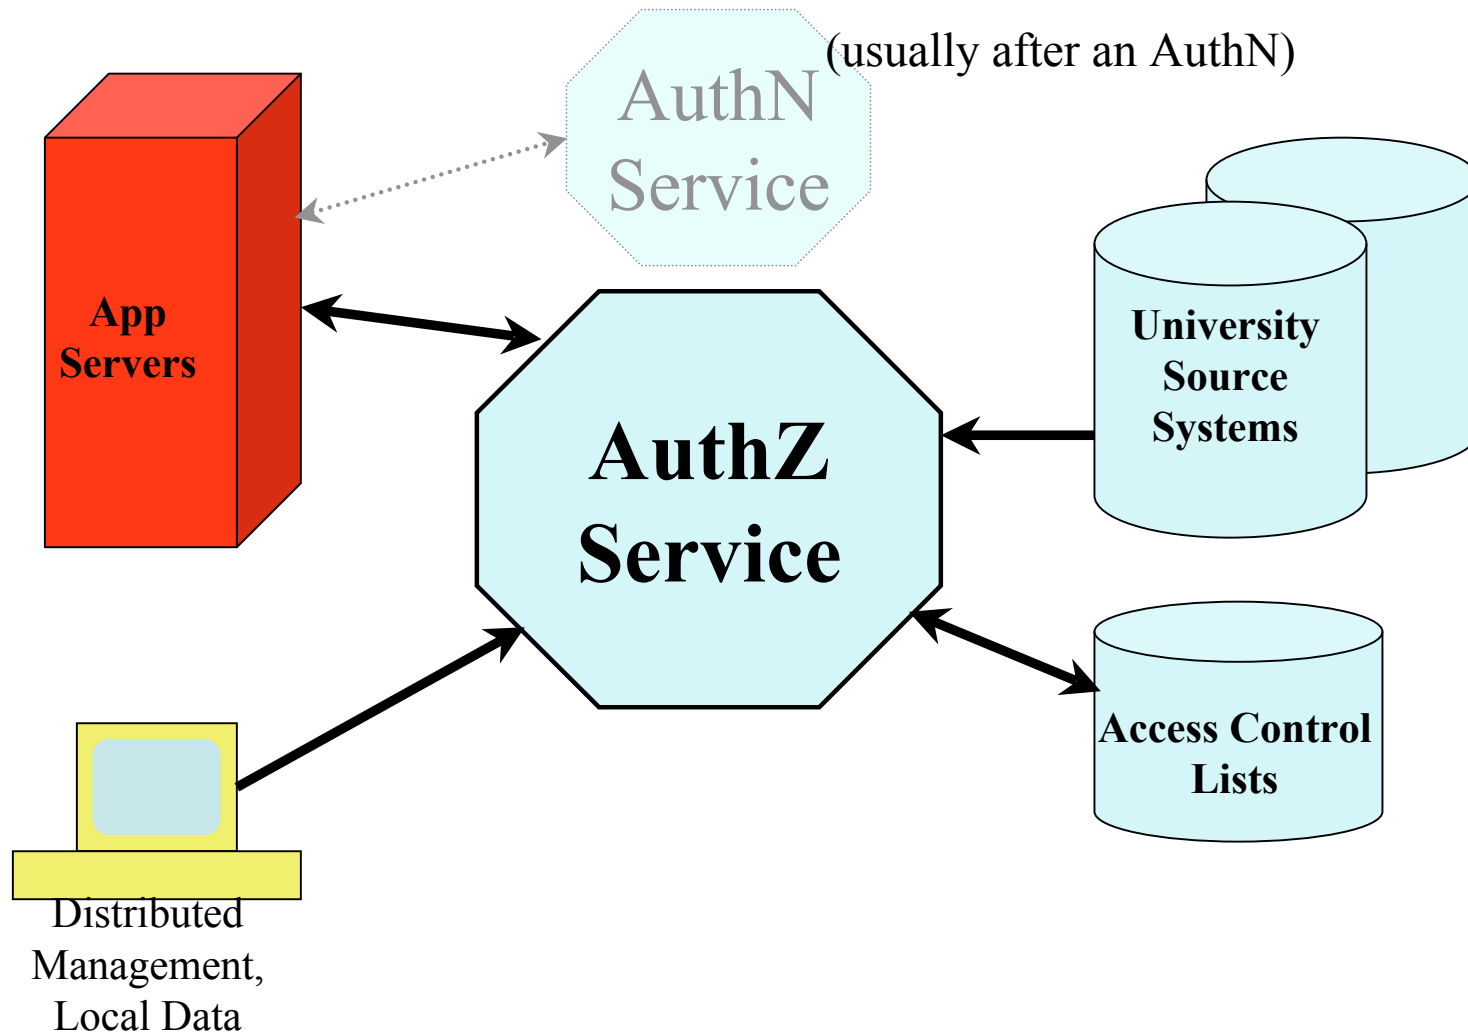 (usually after an AuthN)
AuthN
Service
App
Servers
University
Source
Systems
AuthZ
Service
Access Control
Lists
Distributed
Management,
Local Data